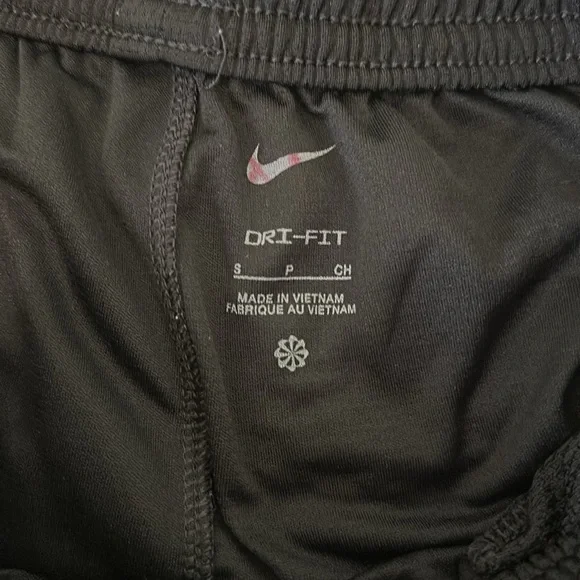 DRI-FIT
S P CH
MADE IN VIETNAM
FABRIQUE AU VIETNAM